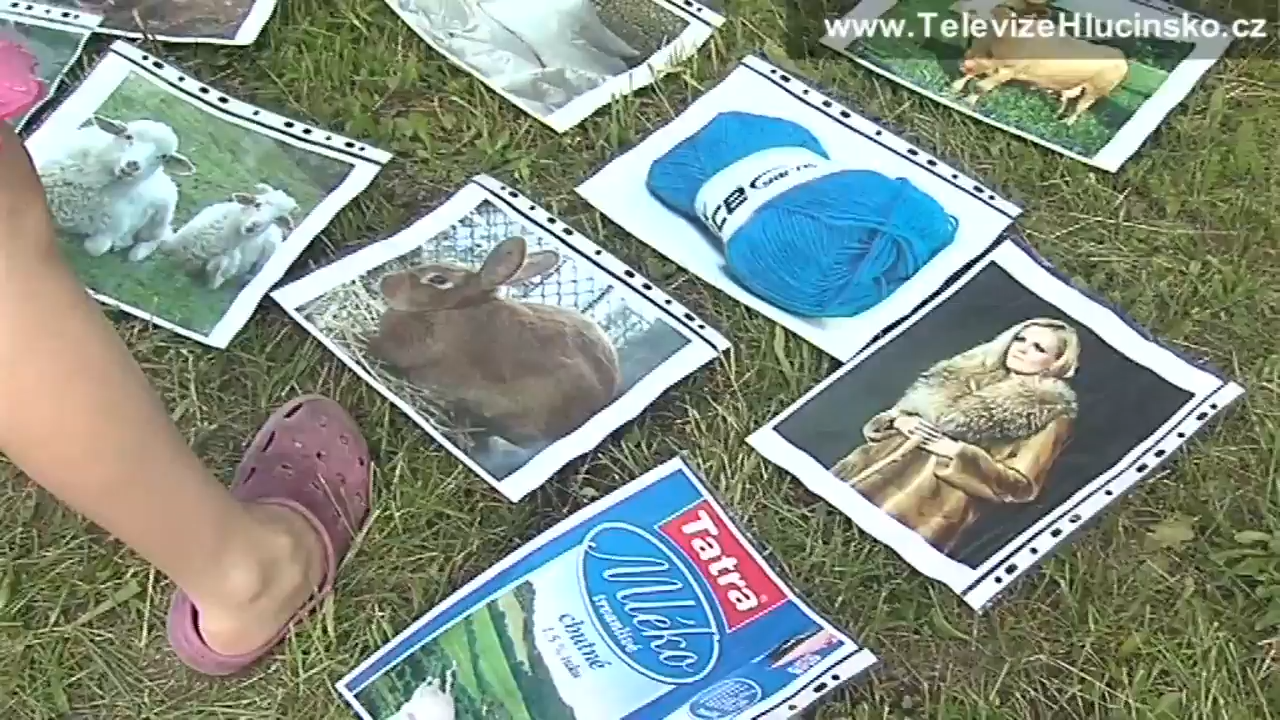 www.TelevizeHlucinsko.cz
Tatra
Mléko
trvanlivé
chutné
1,5 % tuku